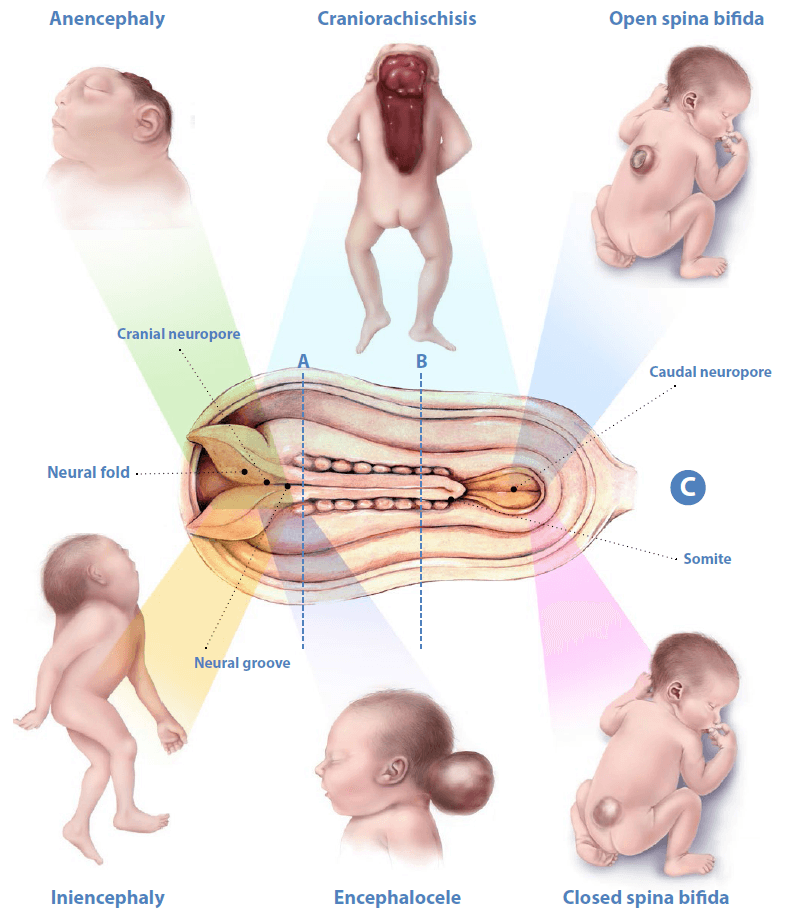 Anencephaly
Craniorachischisis
Open spina bifida
Cranial neuropore
A
B
Caudal neuropore
Neural fold
C
Somite
Neural groove
Iniencephaly
Encephalocele
Closed spina bifida